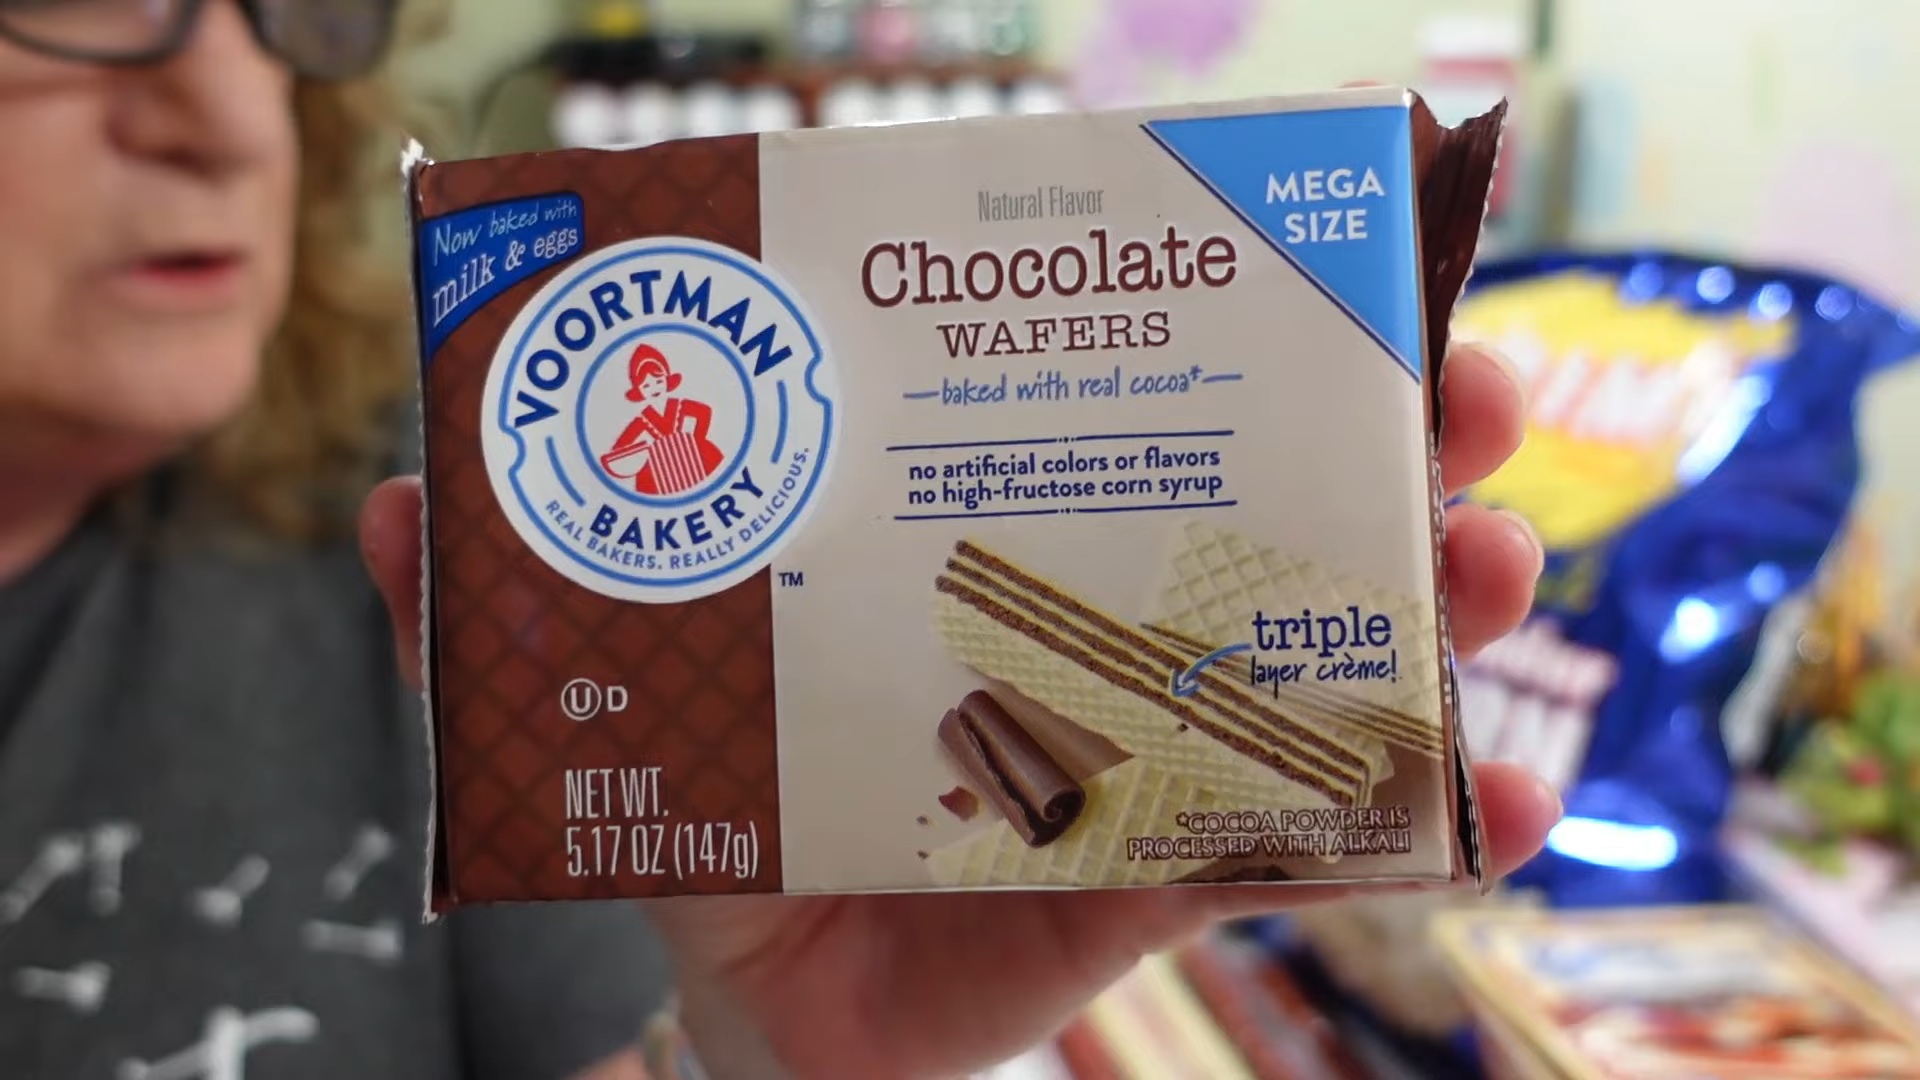 Now baked with
milk & eggs
VOORTMAN
BAKERY
REAL BAKERS. REALLY DELICIOUS.
TM
U D
NET WT.
5.17 OZ (147g)
Natural Flavor
Chocolate
WAFERS
baked with real cocoa*
no artificial colors or flavors
no high-fructose corn syrup
MEGA
SIZE
triple
layer crème!
*COCOA POWDER IS
PROCESSED WITH ALKALI